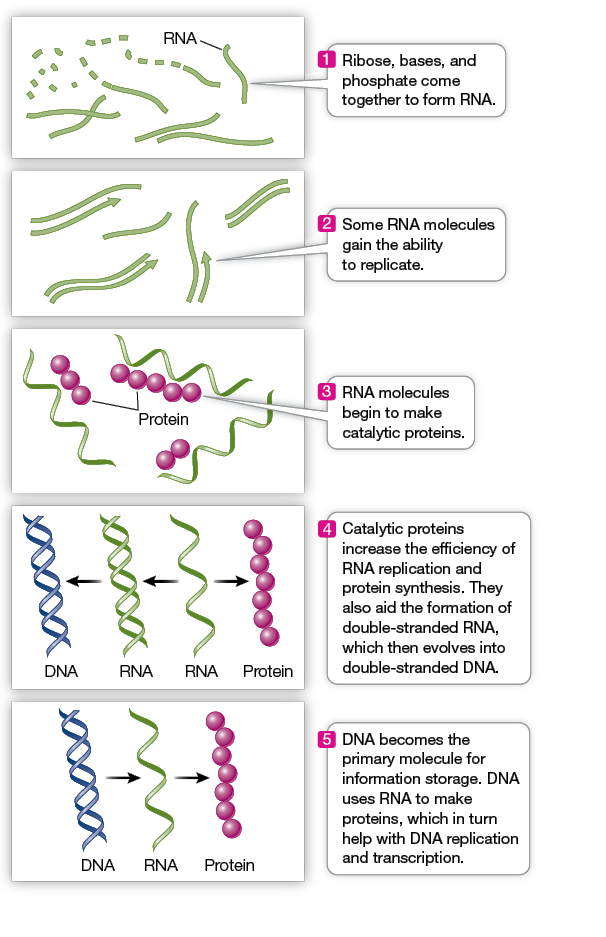 RNA
1 Ribose, bases, and
phosphate come
together to form RNA.
2 Some RNA molecules
gain the ability
to replicate.
Protein
3 RNA molecules
begin to make
catalytic proteins.
DNA RNA RNA Protein
4 Catalytic proteins
increase the efficiency of
RNA replication and
protein synthesis. They
also aid the formation of
double-stranded RNA,
which then evolves into
double-stranded DNA.
DNA RNA Protein
5 DNA becomes the
primary molecule for
information storage. DNA
uses RNA to make
proteins, which in turn
help with DNA replication
and transcription.